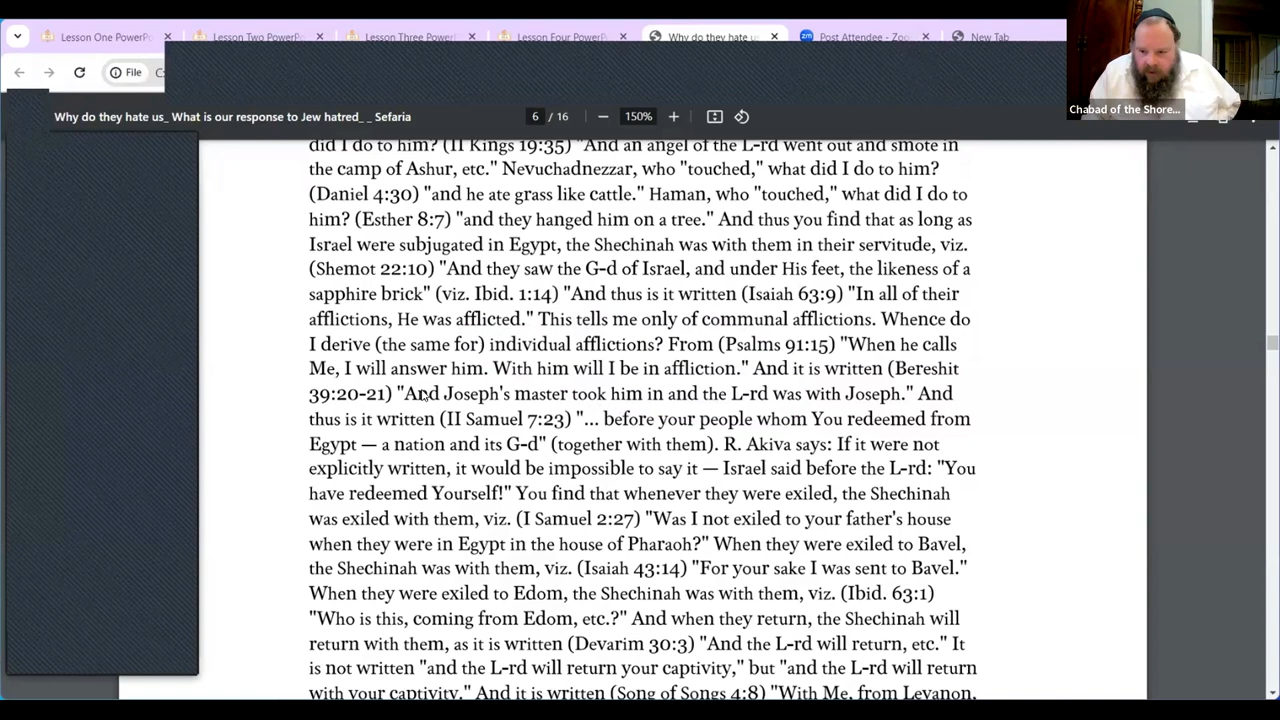 Lesson One PowerP
Lesson Two PowerP
Lesson Three Power
Lesson Four PowerP
Why do they hate us
Post Attendee - Zoo
New Tab
zm
File
Chabad of the Shore...
Why do they hate us_ What is our response to Jew hatred_ _ Sefaria
6 / 16
150%
did I do to him? (II Kings 19:35) "And an angel of the L-rd went out and smote in
the camp of Ashur, etc." Nevuchadnezzar, who "touched," what did I do to him?
(Daniel 4:30) "and he ate grass like cattle." Haman, who "touched," what did I do to
him? (Esther 8:7) "and they hanged him on a tree." And thus you find that as long as
Israel were subjugated in Egypt, the Shechinah was with them in their servitude, viz.
(Shemot 22:10) "And they saw the G-d of Israel, and under His feet, the likeness of a
sapphire brick" (viz. Ibid. 1:14) "And thus is it written (Isaiah 63:9) "In all of their
afflictions, He was afflicted." This tells me only of communal afflictions. Whence do
I derive (the same for) individual afflictions? From (Psalms 91:15) "When he calls
Me, I will answer him. With him will I be in affliction." And it is written (Bereshit
39:20-21) "And Joseph's master took him in and the L-rd was with Joseph." And
thus is it written (II Samuel 7:23) "... before your people whom You redeemed from
Egypt — a nation and its G-d" (together with them). R. Akiva says: If it were not
explicitly written, it would be impossible to say it — Israel said before the L-rd: "You
have redeemed Yourself!" You find that whenever they were exiled, the Shechinah
was exiled with them, viz. (I Samuel 2:27) "Was I not exiled to your father's house
when they were in Egypt in the house of Pharaoh?" When they were exiled to Bavel,
the Shechinah was with them, viz. (Isaiah 43:14) "For your sake I was sent to Bavel."
When they were exiled to Edom, the Shechinah was with them, viz. (Ibid. 63:1)
"Who is this, coming from Edom, etc.?" And when they return, the Shechinah will
return with them, as it is written (Devarim 30:3) "And the L-rd will return, etc." It
is not written "and the L-rd will return your captivity," but "and the L-rd will return
with your captivity." And it is written (Song of Songs 4:8) "With Me, from Levanon,